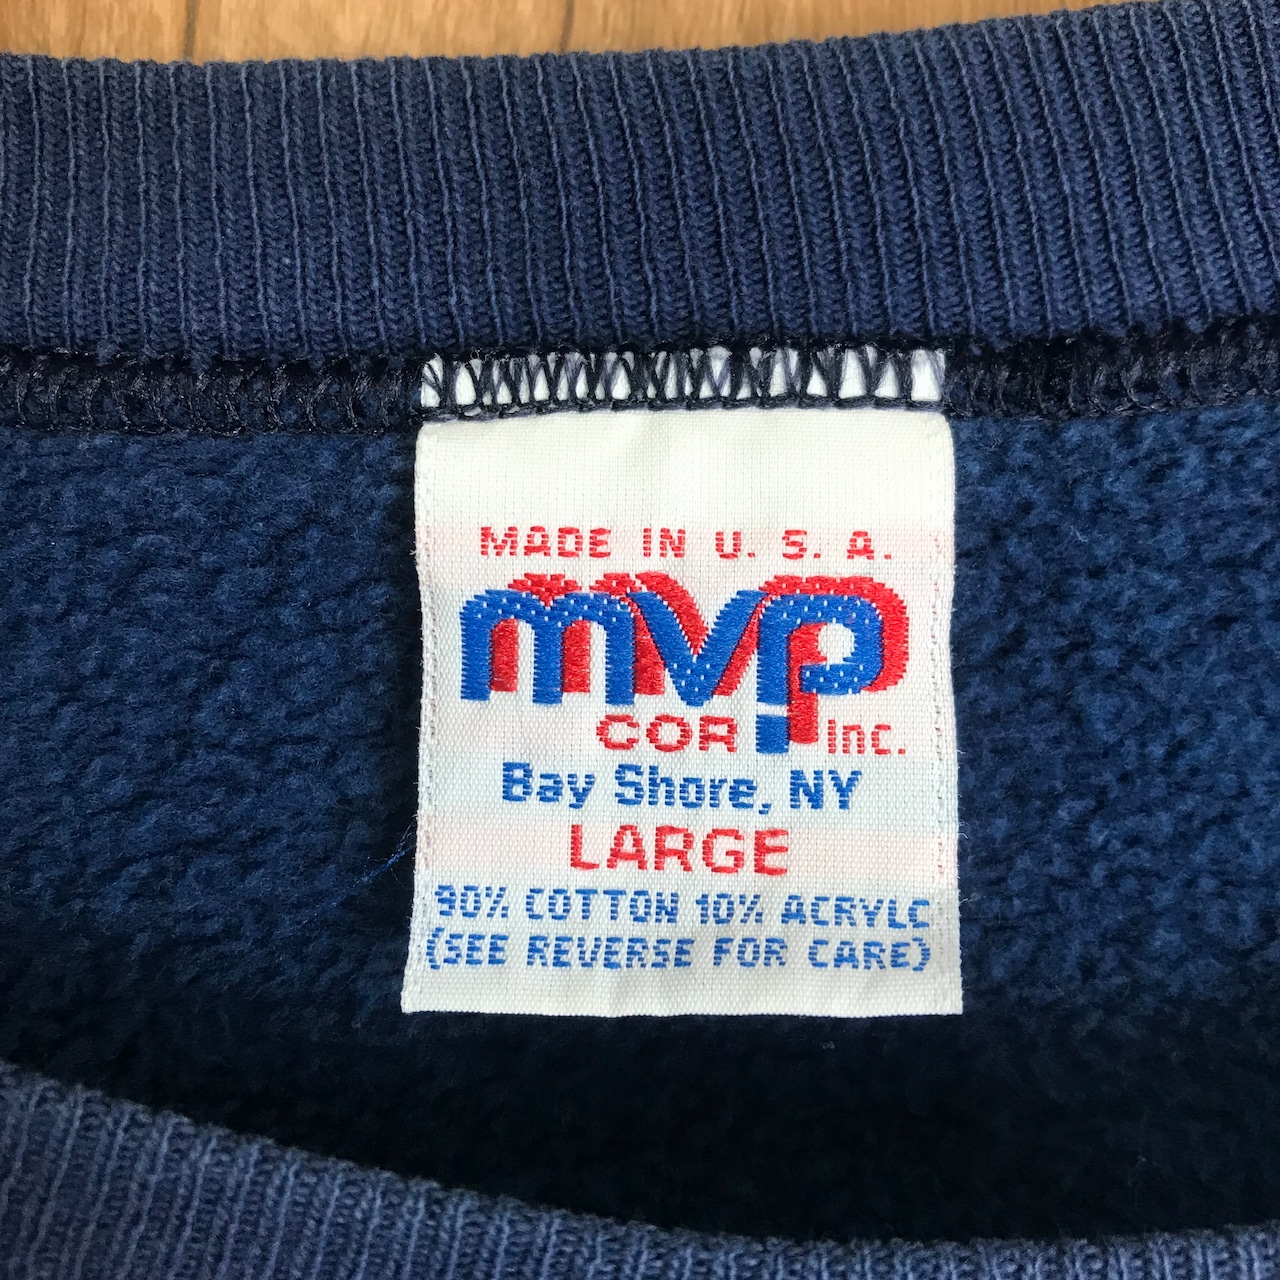 MADE IN U. S. A.
mvp
COR Inc.
Bay Shore, NY
LARGE
90% COTTON 10% ACRYLC
(SEE REVERSE FOR CARE)